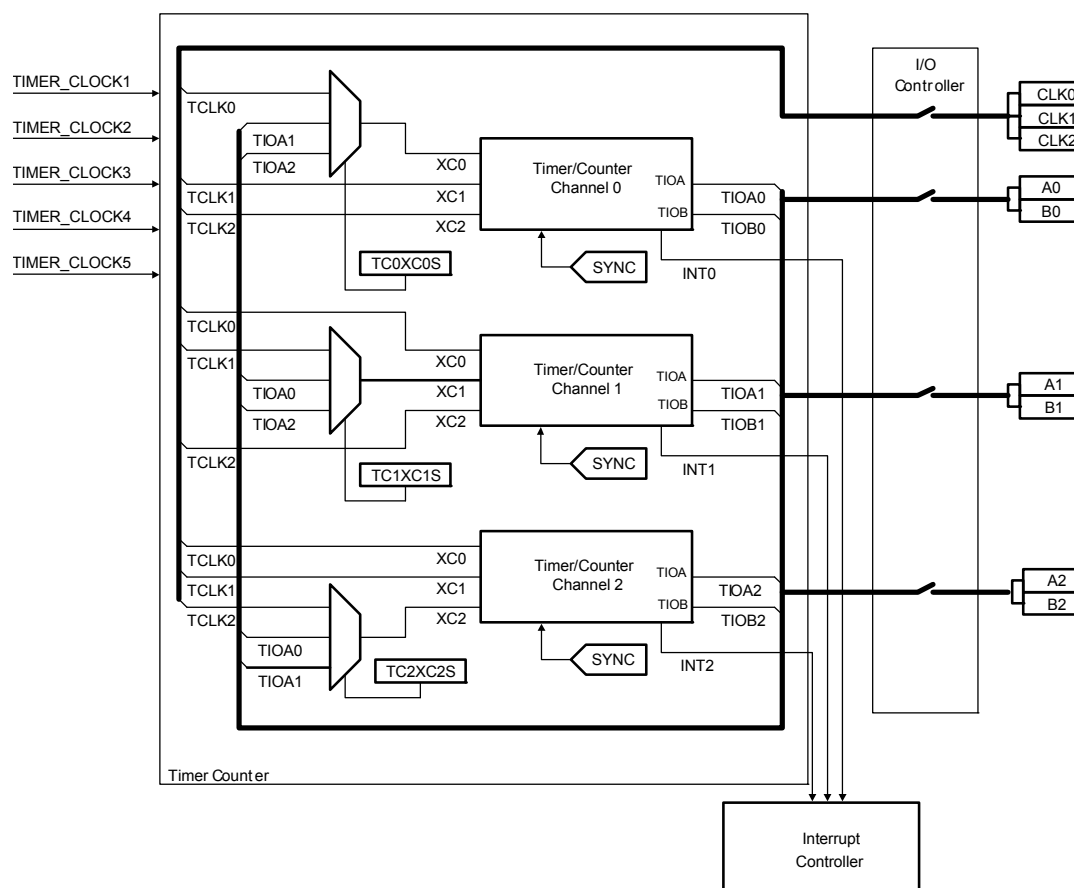 I/O
Controller
TIMER_CLOCK1
TIMER_CLOCK2
TIMER_CLOCK3
TIMER_CLOCK4
TIMER_CLOCK5
CLK0
CLK1
CLK2
TCLK0
TIOA1
TIOA2
TCLK1
TCLK2
XC0
XC1
XC2
Timer/Counter
Channel 0
TIOA
TIOB
TIOA0
TIOB0
A0
B0
TC0XC0S
SYNC
INT0
TCLK0
TCLK1
TIOA0
TIOA2
TCLK2
XC0
XC1
XC2
Timer/Counter
Channel 1
TIOA
TIOB
TIOA1
TIOB1
A1
B1
TC1XC1S
SYNC
INT1
TCLK0
TCLK1
TCLK2
TIOA0
TIOA1
XC0
XC1
XC2
Timer/Counter
Channel 2
TIOA
TIOB
TIOA2
TIOB2
A2
B2
TC2XC2S
SYNC
INT2
Timer Counter
Interrupt
Controller